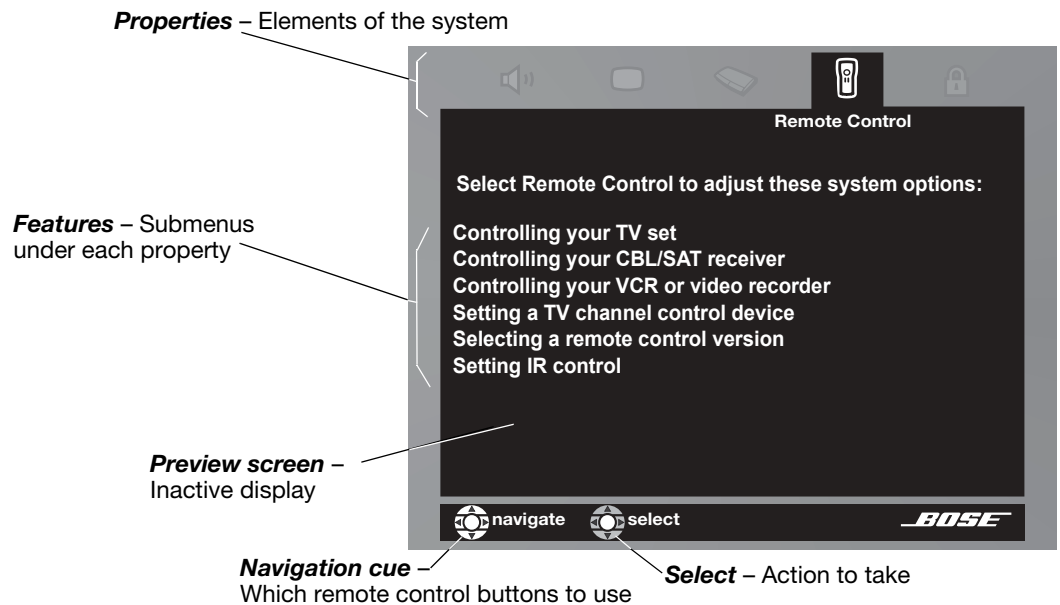 Properties – Elements of the system
Remote Control
Select Remote Control to adjust these system options:
Features – Submenus
under each property
Controlling your TV set
Controlling your CBL/SAT receiver
Controlling your VCR or video recorder
Setting a TV channel control device
Selecting a remote control version
Setting IR control
Preview screen –
Inactive display
navigate
select
BOSE
Navigation cue –
Which remote control buttons to use
Select – Action to take